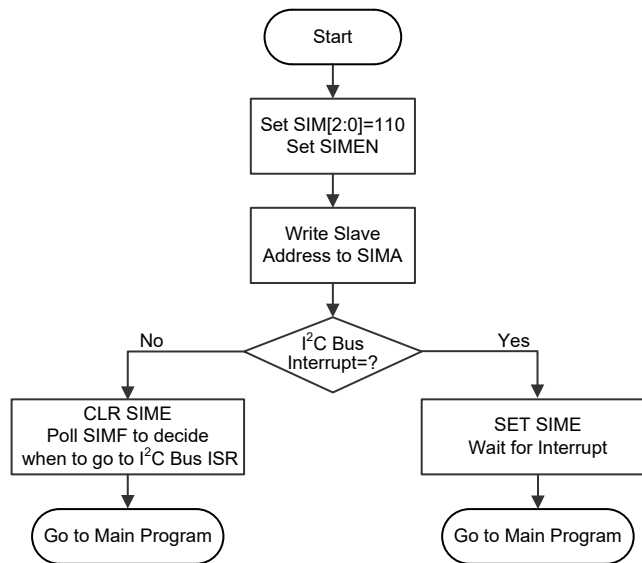 Start
Set SIM[2:0]=110
Set SIMEN
Write Slave
Address to SIMA
I²C Bus
Interrupt=?
No
Yes
CLR SIME
Poll SIMF to decide
when to go to I²C Bus ISR
SET SIME
Wait for Interrupt
Go to Main Program
Go to Main Program